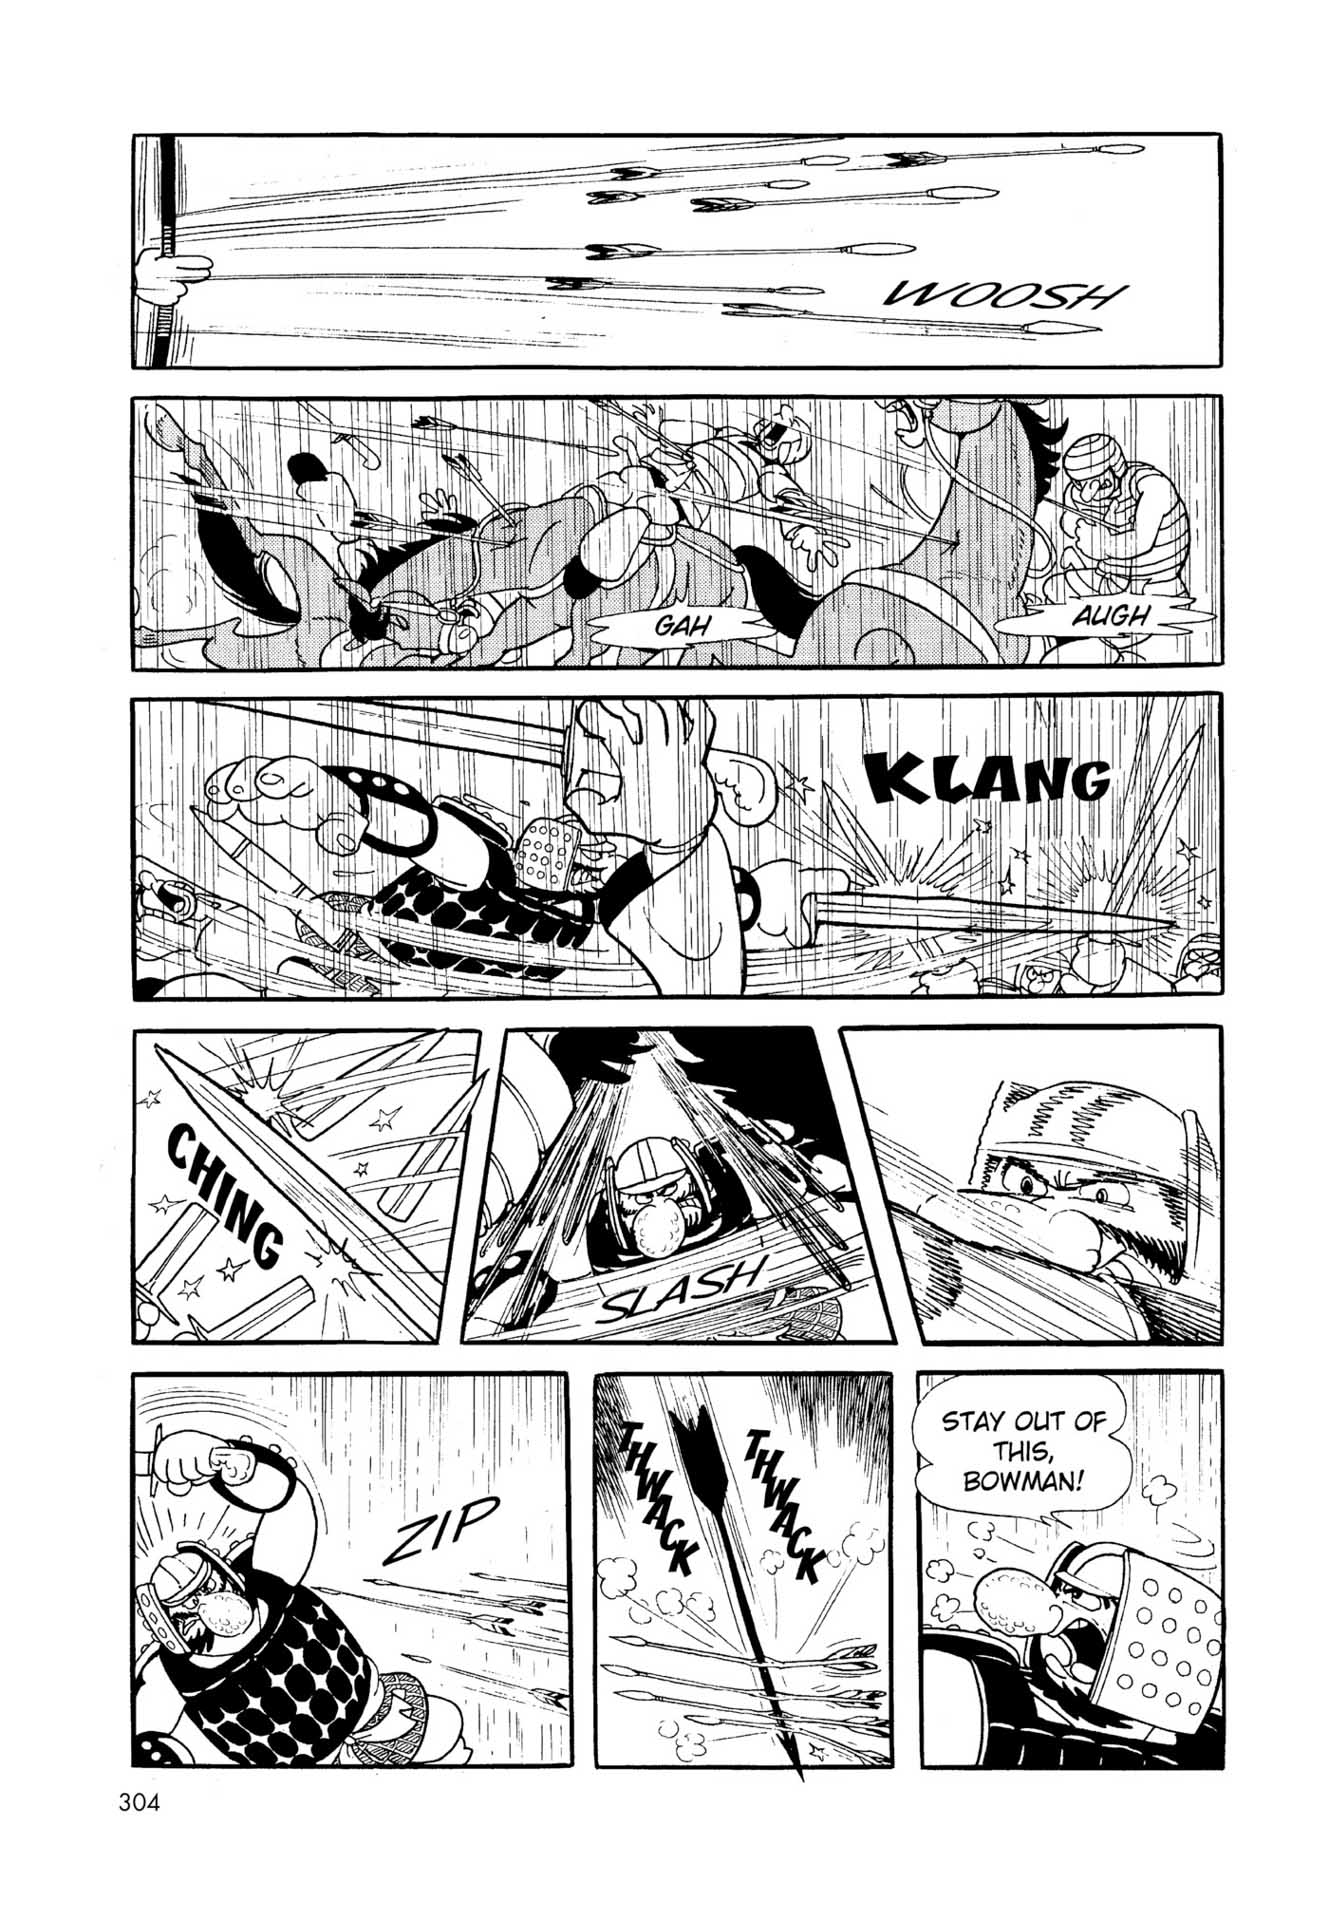 WOOSH
GAH
AUGH
KLANG
CHING
SLASH
ZIP
THWACK
THWACK
STAY OUT OF
THIS,
BOWMAN!
304